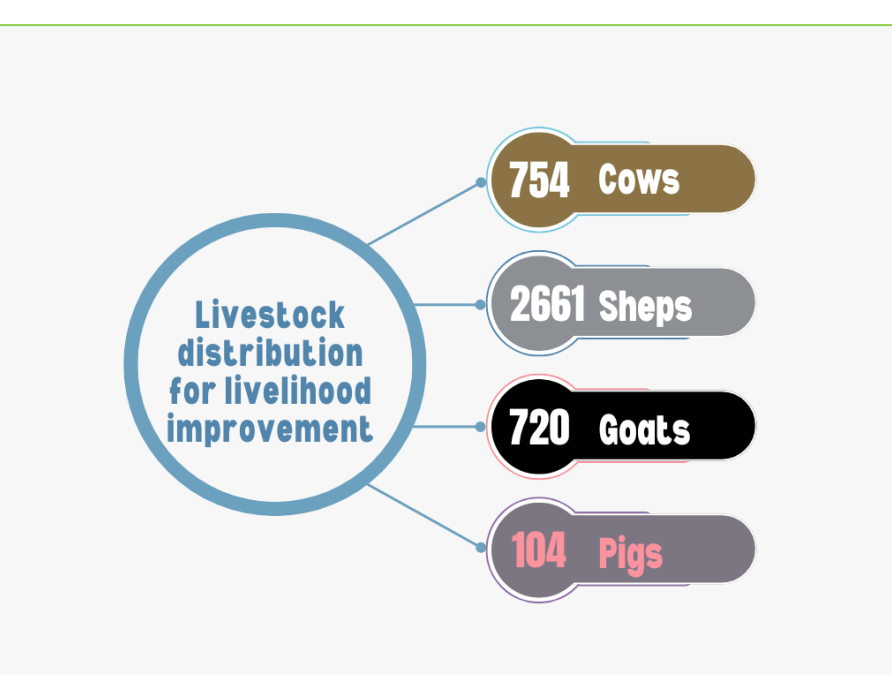 Livestock
distribution
for livelihood
improvement
754 Cows
2661 Sheps
720 Goats
104 Pigs